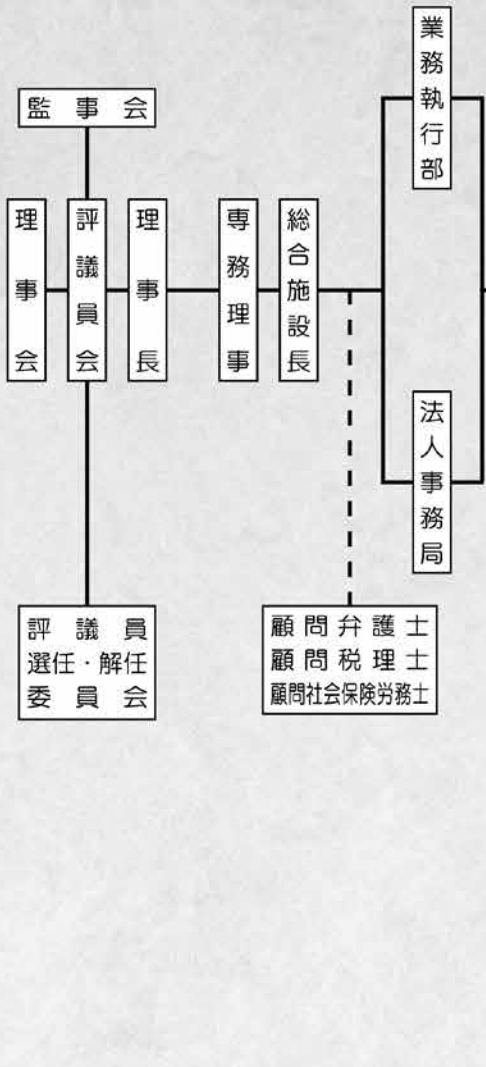 監事会
理事会
評議員会
理事長
専務理事
総合施設長
業務執行部
法人事務局
評議員
選任・解任
委員会
顧問弁護士
顧問税理士
顧問社会保険労務士